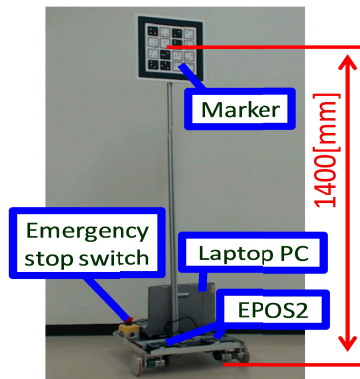 Marker
1400[mm]
Emergency
stop switch
Laptop PC
EPOS2